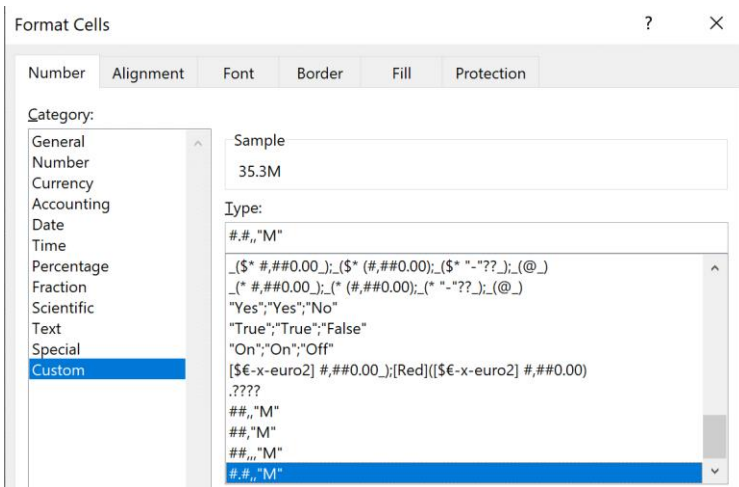 Format Cells ? ×
Number Alignment Font Border Fill Protection
Category:
General
Number
Currency
Accounting
Date
Time
Percentage
Fraction
Scientific
Text
Special
Custom
Sample
35.3M
Type:
#.#,,"M"
_($* #,##0.00_);_($* (#,##0.00);_($* "-"??_);_(@_)
_(* #,##0.00_);_(* (#,##0.00);_(* "-"??_);_(@_)
"Yes";"Yes";"No"
"True";"True";"False"
"On";"On";"Off"
[$€-x-euro2] #,##0.00_);[Red]([$€-x-euro2] #,##0.00)
.????
##,,"M"
##,"M"
##,,,"M"
#.#,,"M"